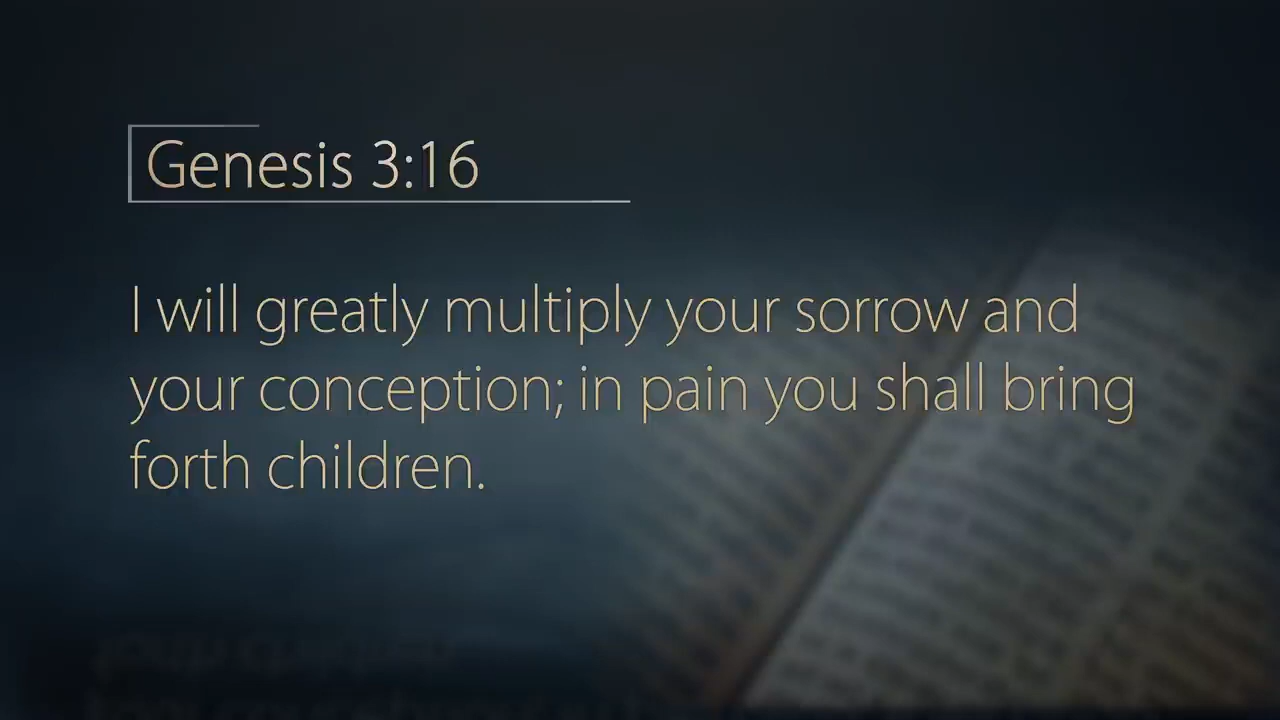 Genesis 3:16
I will greatly multiply your sorrow and
your conception; in pain you shall bring
forth children.